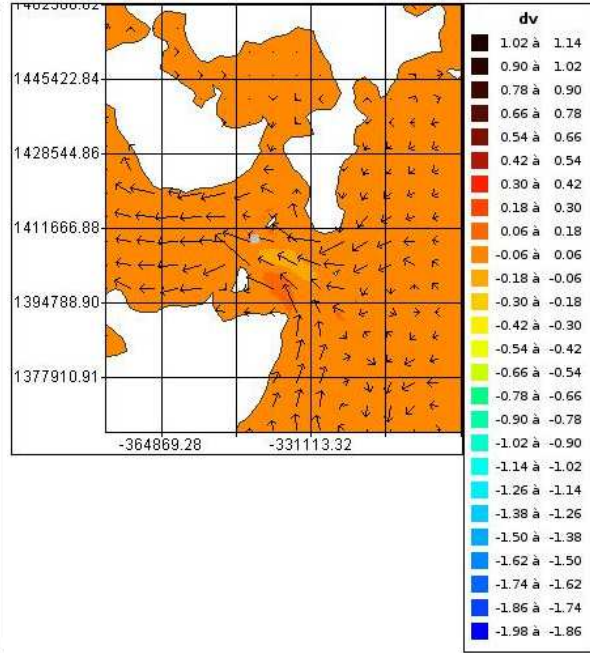 dv
1445422.84
1428544.86
1411666.88
1394788.90
1377910.91
-364869.28
-331113.32
1.02 à 1.14
0.90 à 1.02
0.78 à 0.90
0.66 à 0.78
0.54 à 0.66
0.42 à 0.54
0.30 à 0.42
0.18 à 0.30
0.06 à 0.18
-0.06 à 0.06
-0.18 à -0.06
-0.30 à -0.18
-0.42 à -0.30
-0.54 à -0.42
-0.66 à -0.54
-0.78 à -0.66
-0.90 à -0.78
-1.02 à -0.90
-1.14 à -1.02
-1.26 à -1.14
-1.38 à -1.26
-1.50 à -1.38
-1.62 à -1.50
-1.74 à -1.62
-1.86 à -1.74
-1.98 à -1.86